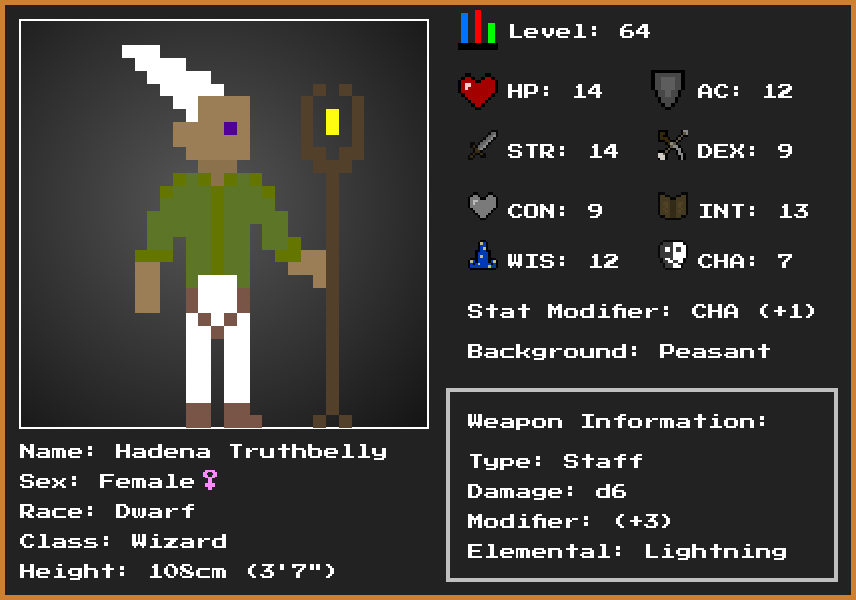 Level: 64
HP: 14
AC: 12
STR: 14
DEX: 9
CON: 9
INT: 13
WIS: 12
CHA: 7
Stat Modifier: CHA (+1)
Background: Peasant
Weapon Information:
Type: Staff
Damage: d6
Modifier: (+3)
Elemental: Lightning
Name: Hadena Truthbelly
Sex: Female♀
Race: Dwarf
Class: Wizard
Height: 108cm (3'7")